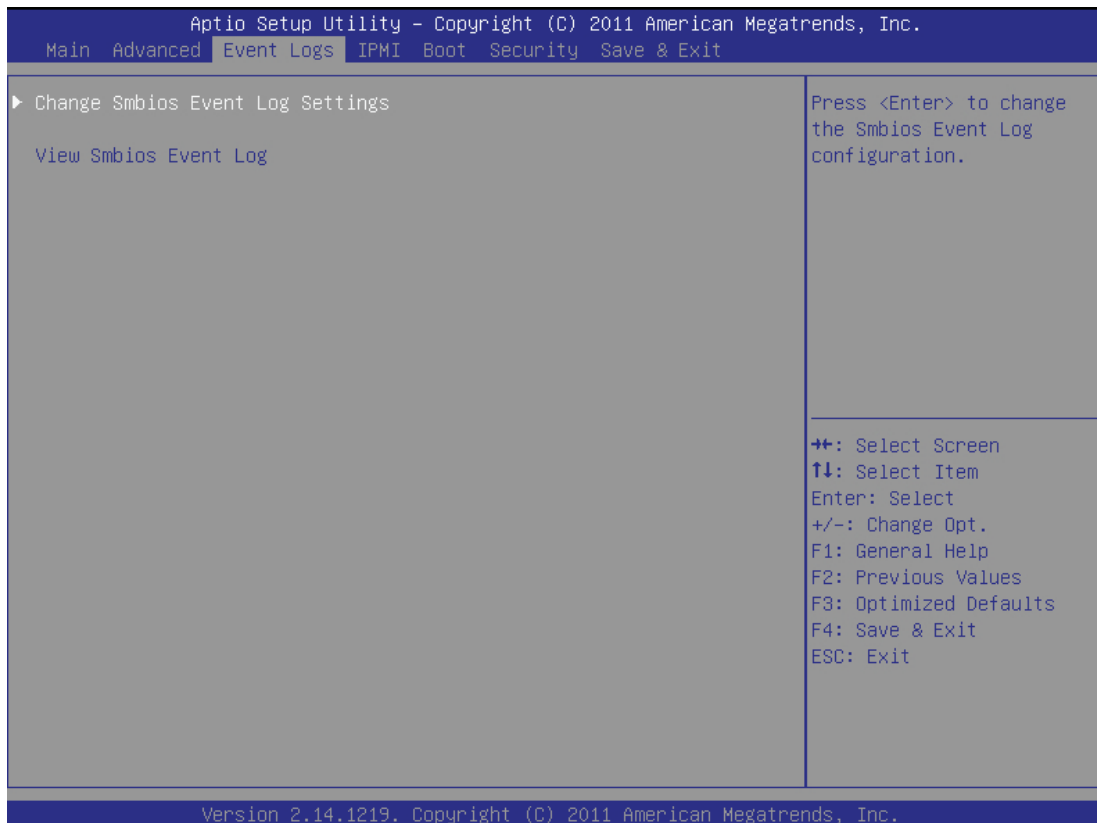 Aptio Setup Utility – Copyright (C) 2011 American Megatrends, Inc.
Main Advanced Event Logs IPMI Boot Security Save & Exit
▶ Change Smbios Event Log Settings
View Smbios Event Log
Press <Enter> to change
the Smbios Event Log
configuration.
→←: Select Screen
↑↓: Select Item
Enter: Select
+/-: Change Opt.
F1: General Help
F2: Previous Values
F3: Optimized Defaults
F4: Save & Exit
ESC: Exit
Version 2.14.1219. Copyright (C) 2011 American Megatrends, Inc.